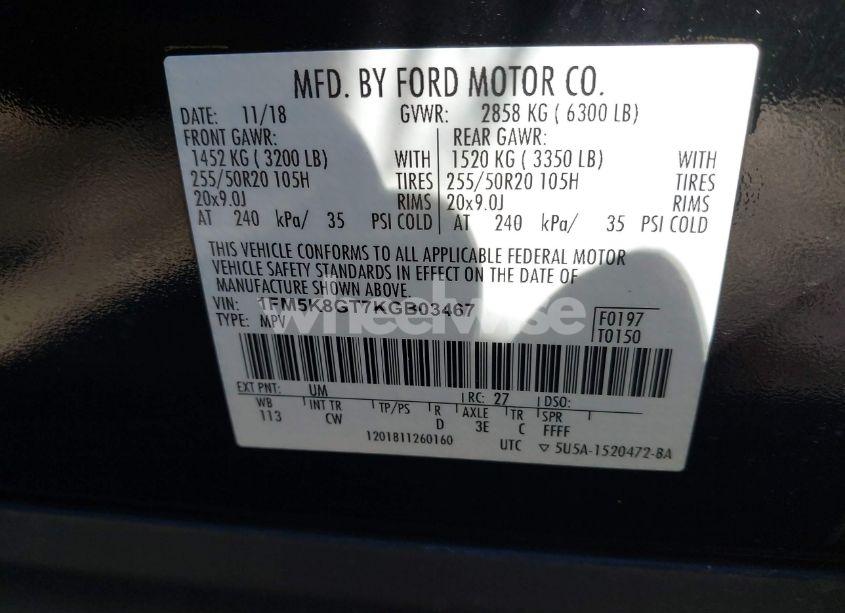 MFD. BY FORD MOTOR CO.
DATE: 11/18 GVWR: 2858 KG ( 6300 LB)
FRONT GAWR: REAR GAWR:
1452 KG ( 3200 LB) WITH 1520 KG ( 3350 LB) WITH
255/50R20 105H TIRES 255/50R20 105H TIRES
20x9.0J RIMS 20x9.0J RIMS
AT 240 kPa/ 35 PSI COLD AT 240 kPa/ 35 PSI COLD
THIS VEHICLE CONFORMS TO ALL APPLICABLE FEDERAL MOTOR
VEHICLE SAFETY STANDARDS IN EFFECT ON THE DATE OF
MANUFACTURE SHOWN ABOVE.
VIN: 1FM5K8GT7KGB03467
TYPE: MPV
F0197
T0150
EXT PNT: UM RC: 27 DSO:
WB INT TR TP/PS R AXLE TR SPR
113 CW D 3E C FFFF
1201811260160 UTC ▽ 5U5A-1520472-BA